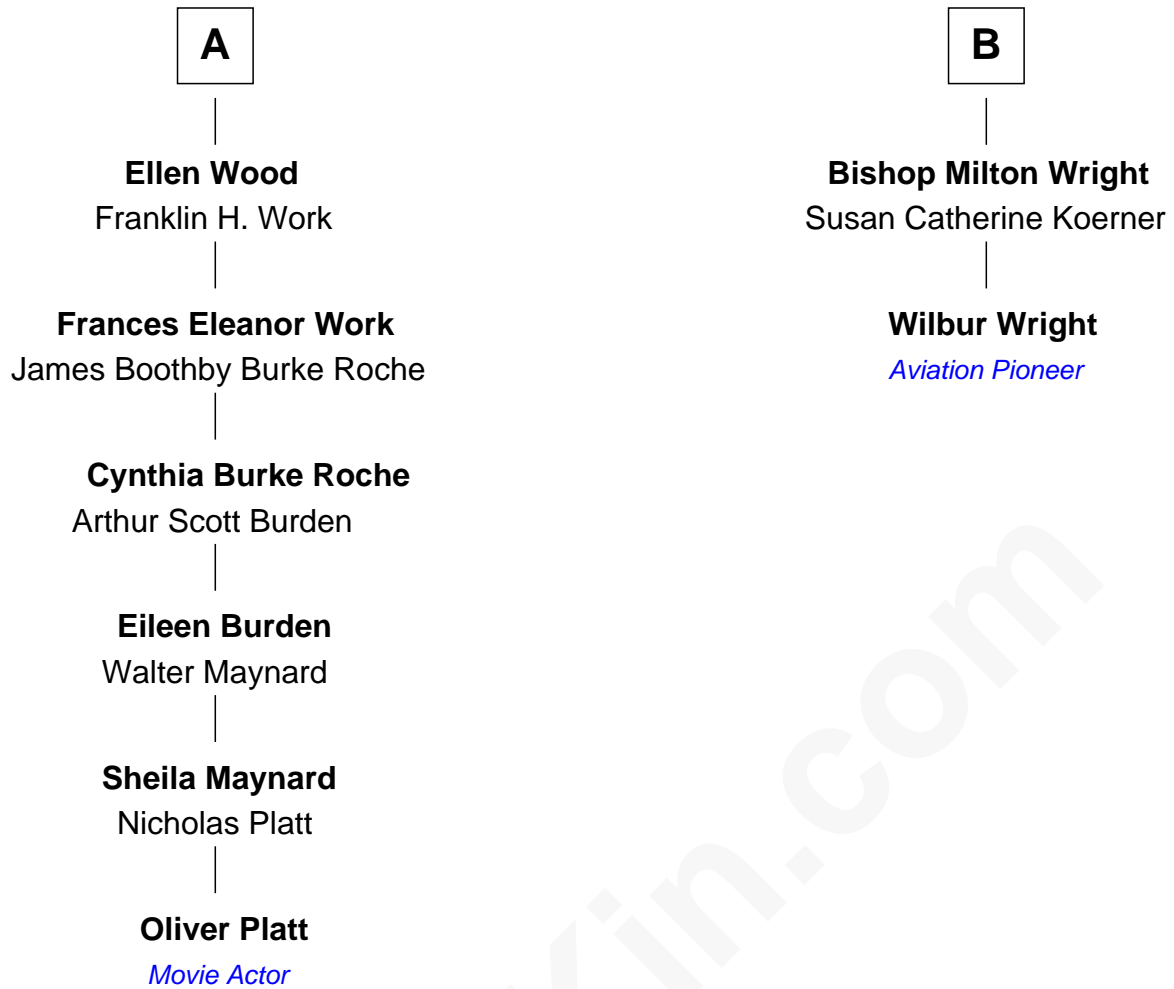 A
Ellen Wood
Franklin H. Work
Frances Eleanor Work
James Boothby Burke Roche
Cynthia Burke Roche
Arthur Scott Burden
Eileen Burden
Walter Maynard
Sheila Maynard
Nicholas Platt
Oliver Platt
Movie Actor
B
Bishop Milton Wright
Susan Catherine Koerner
Wilbur Wright
Aviation Pioneer
in.com